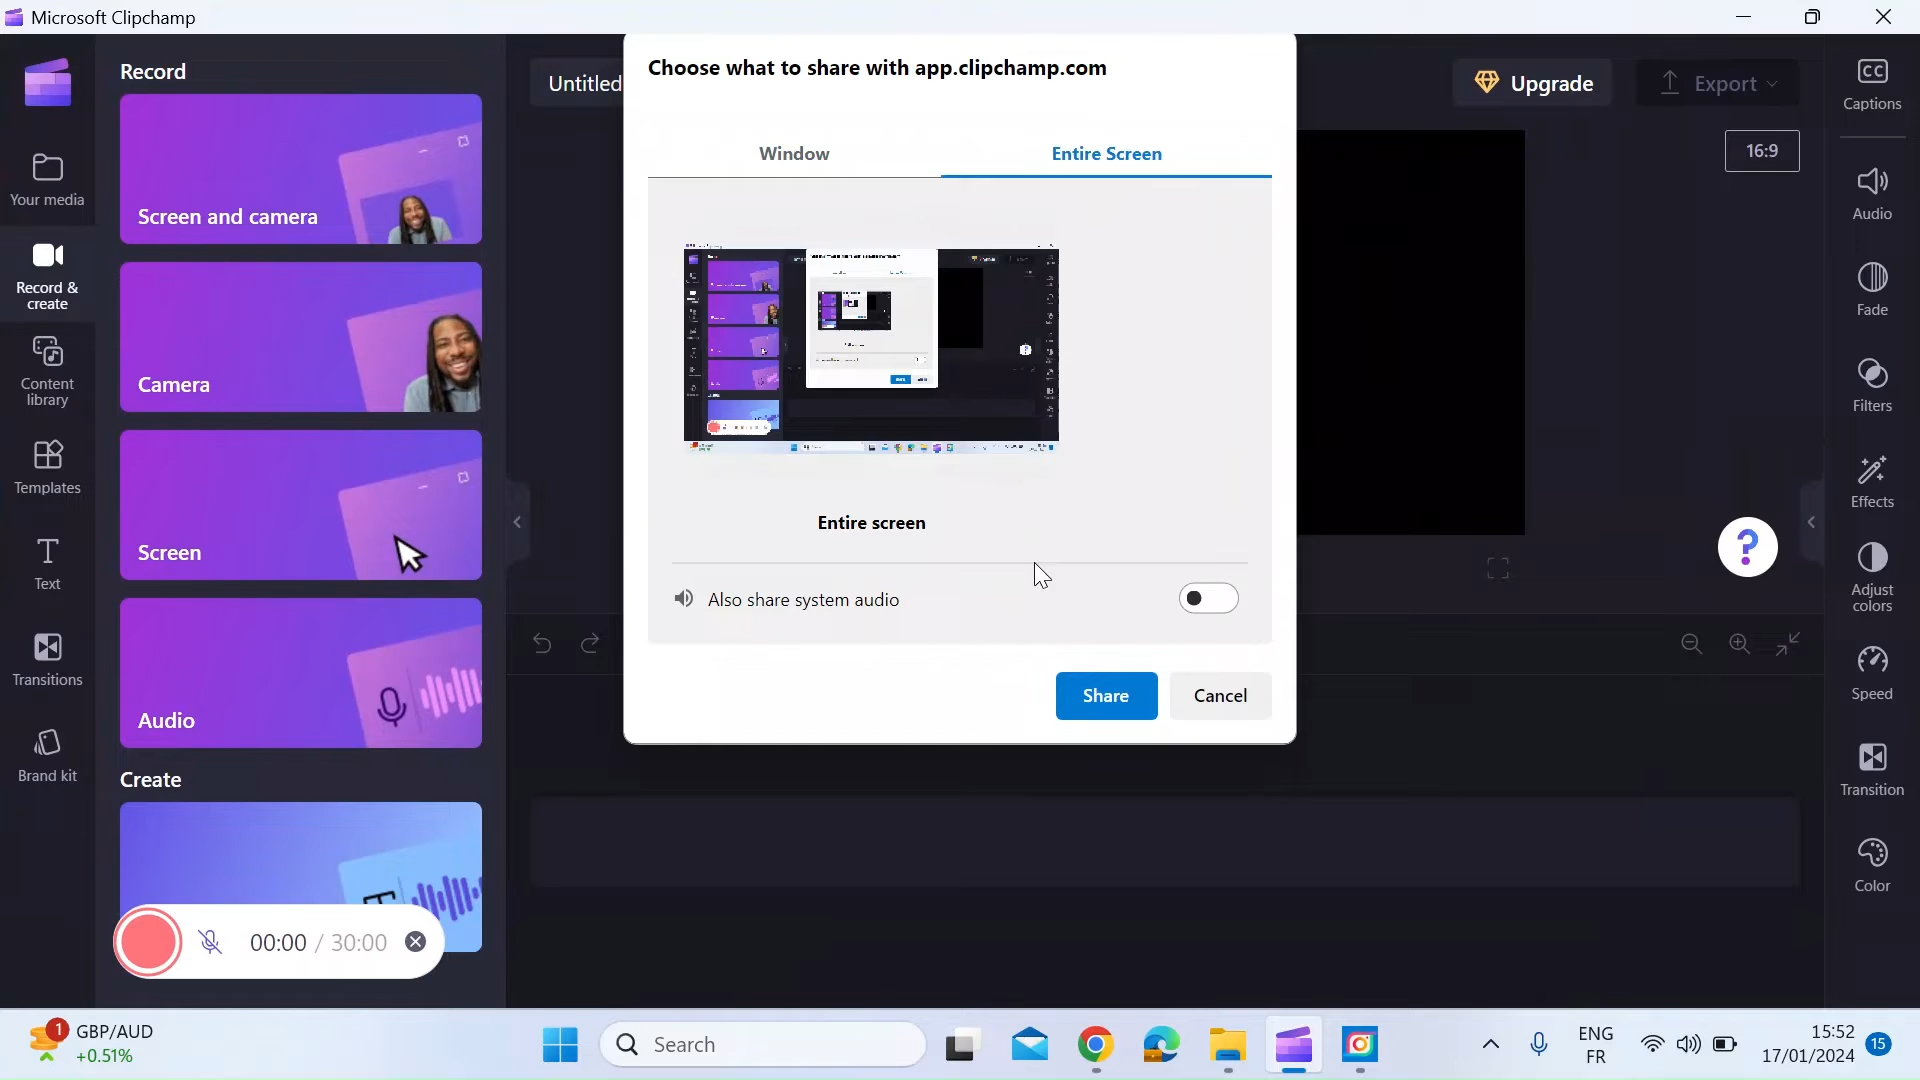 Microsoft Clipchamp
Your media
Record &
create
Content
library
Templates
Text
Transitions
Brand kit
Record
Screen and camera
Camera
Screen
Audio
Create
00:00 / 30:00
Untitled
Choose what to share with app.clipchamp.com
Window
Entire Screen
Entire screen
Also share system audio
Share
Cancel
Upgrade
Export
16:9
?
CC
Captions
Audio
Fade
Filters
Effects
Adjust
colors
Speed
Transition
Color
1
GBP/AUD
+0.51%
Search
ENG
FR
15:52
17/01/2024
15